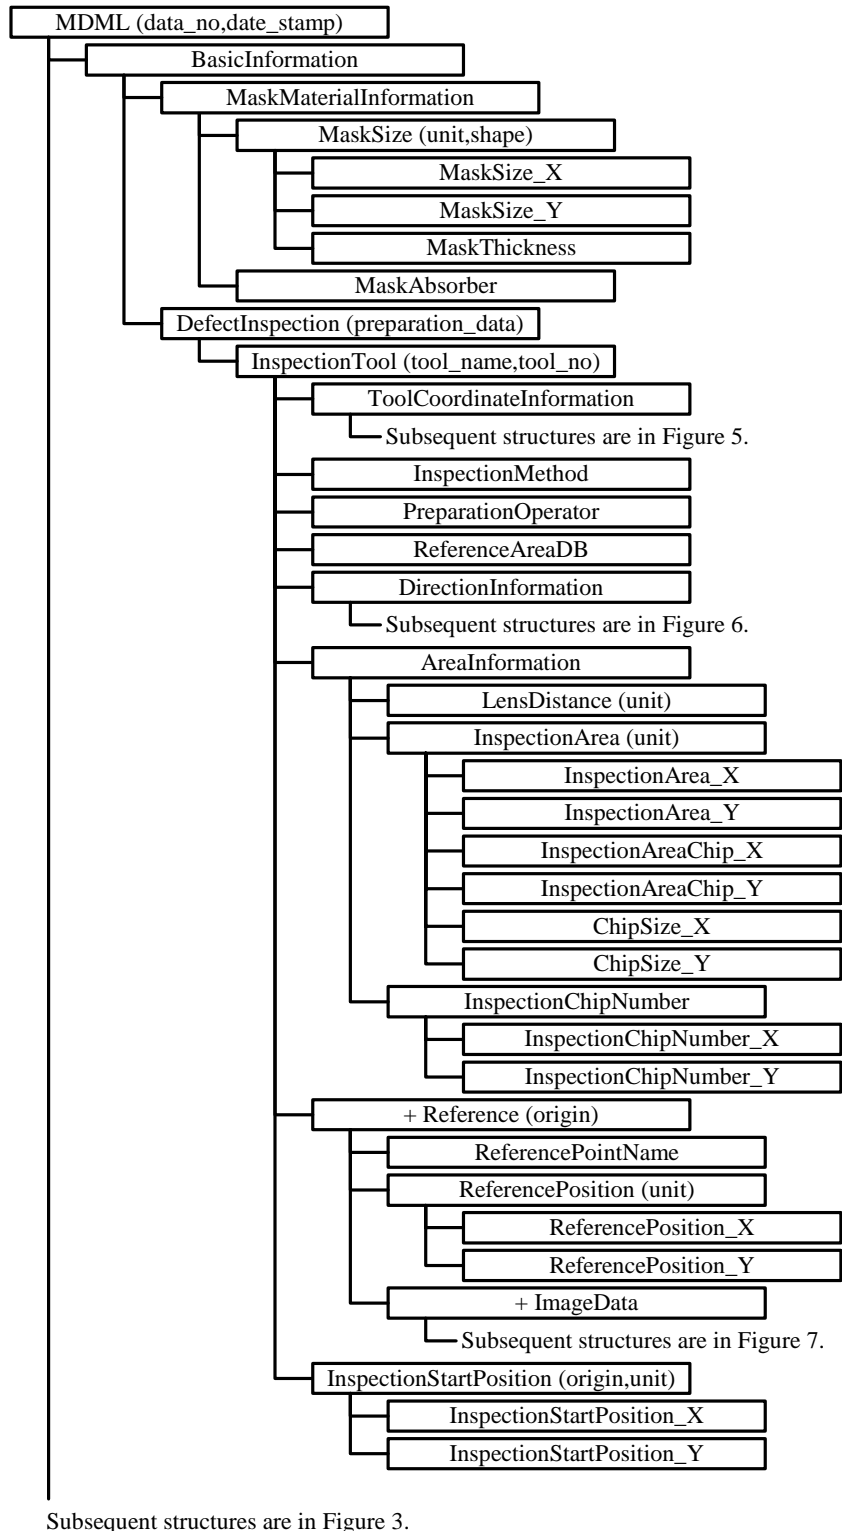 MDML (data_no,date_stamp)
BasicInformation
MaskMaterialInformation
MaskSize (unit,shape)
MaskSize_X
MaskSize_Y
MaskThickness
MaskAbsorber
DefectInspection (preparation_data)
InspectionTool (tool_name,tool_no)
ToolCoordinateInformation
Subsequent structures are in Figure 5.
InspectionMethod
PreparationOperator
ReferenceAreaDB
DirectionInformation
Subsequent structures are in Figure 6.
AreaInformation
LensDistance (unit)
InspectionArea (unit)
InspectionArea_X
InspectionArea_Y
InspectionAreaChip_X
InspectionAreaChip_Y
ChipSize_X
ChipSize_Y
InspectionChipNumber
InspectionChipNumber_X
InspectionChipNumber_Y
+ Reference (origin)
ReferencePointName
ReferencePosition (unit)
ReferencePosition_X
ReferencePosition_Y
+ ImageData
Subsequent structures are in Figure 7.
InspectionStartPosition (origin,unit)
InspectionStartPosition_X
InspectionStartPosition_Y
Subsequent structures are in Figure 3.